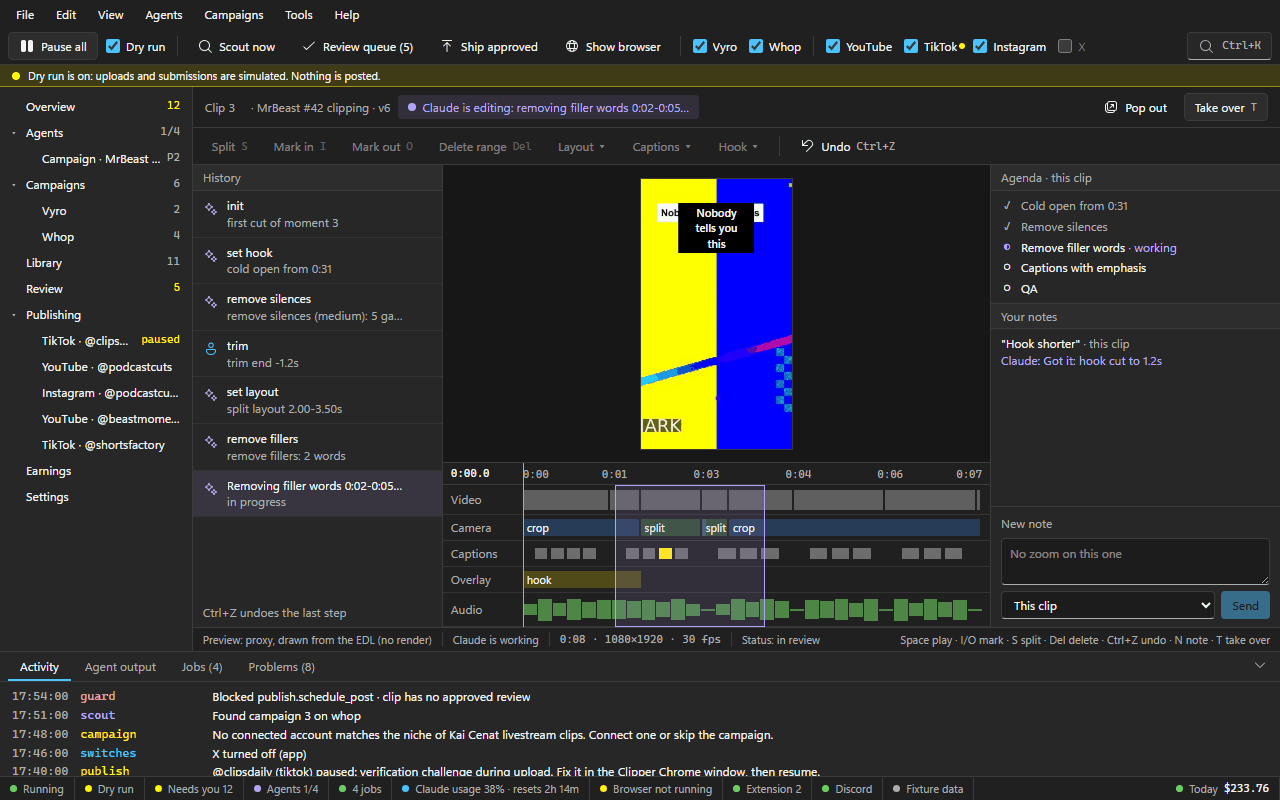 File Edit View Agents Campaigns Tools Help
Pause all Dry run Scout now Review queue (5) Ship approved Show browser Vyro Whop YouTube TikTok Instagram X Ctrl+K
Dry run is on: uploads and submissions are simulated. Nothing is posted.
Overview 12
Agents 1/4
Campaign · MrBeast ... P2
Campaigns 6
Vyro 2
Whop 4
Library 11
Review 5
Publishing
TikTok · @clips... paused
YouTube · @podcastcuts
Instagram · @podcastcu...
YouTube · @beastmome...
TikTok · @shortsfactory
Earnings
Settings
Clip 3 · MrBeast #42 clipping · v6 Claude is editing: removing filler words 0:02-0:05... Pop out Take over T
Split S Mark in I Mark out O Delete range Del Layout Captions Hook Undo Ctrl+Z
History
init
first cut of moment 3
set hook
cold open from 0:31
remove silences
remove silences (medium): 5 ga...
trim
trim end -1.2s
set layout
split layout 2.00-3.50s
remove fillers
remove fillers: 2 words
Removing filler words 0:02-0:05...
in progress
Ctrl+Z undoes the last step
Nob s
Nobody
tells you
this
ARK
0:00.0 0:00 0:01 0:03 0:04 0:06 0:07
Video
Camera crop split split crop
Captions
Overlay hook
Audio
Agenda · this clip
Cold open from 0:31
Remove silences
Remove filler words · working
Captions with emphasis
QA
Your notes
"Hook shorter" · this clip
Claude: Got it: hook cut to 1.2s
New note
No zoom on this one
This clip Send
Preview: proxy, drawn from the EDL (no render) Claude is working 0:08 · 1080×1920 · 30 fps Status: in review Space play · I/O mark · S split · Del delete · Ctrl+Z undo · N note · T take over
Activity Agent output Jobs (4) Problems (8)
17:54:00 guard Blocked publish.schedule_post · clip has no approved review
17:51:00 scout Found campaign 3 on whop
17:48:00 campaign No connected account matches the niche of Kai Cenat livestream clips. Connect one or skip the campaign.
17:46:00 switches X turned off (app)
17:40:00 publish @clipsdaily (tiktok) paused: verification challenge during upload. Fix it in the Clipper Chrome window, then resume.
Running Dry run Needs you 12 Agents 1/4 4 jobs Claude usage 38% · resets 2h 14m Browser not running Extension 2 Discord Fixture data Today $233.76